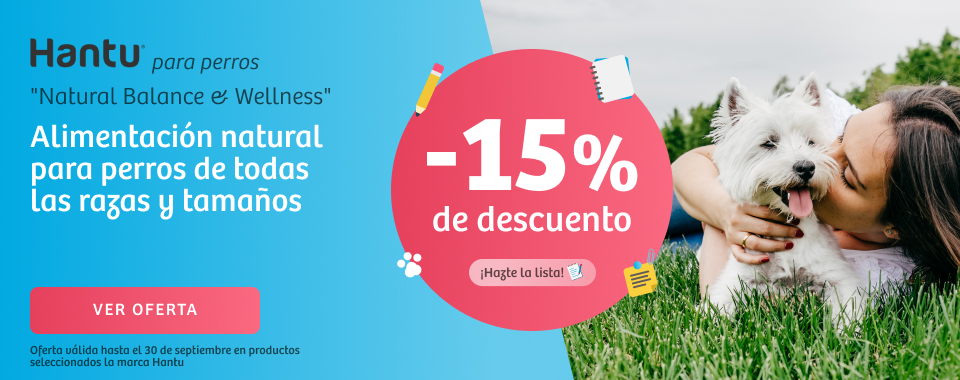 Hantu® para perros
"Natural Balance & Wellness"
Alimentación natural
para perros de todas
las razas y tamaños
-15%
de descuento
¡Hazte la lista!
VER OFERTA
Oferta válida hasta el 30 de septiembre en productos
seleccionados la marca Hantu